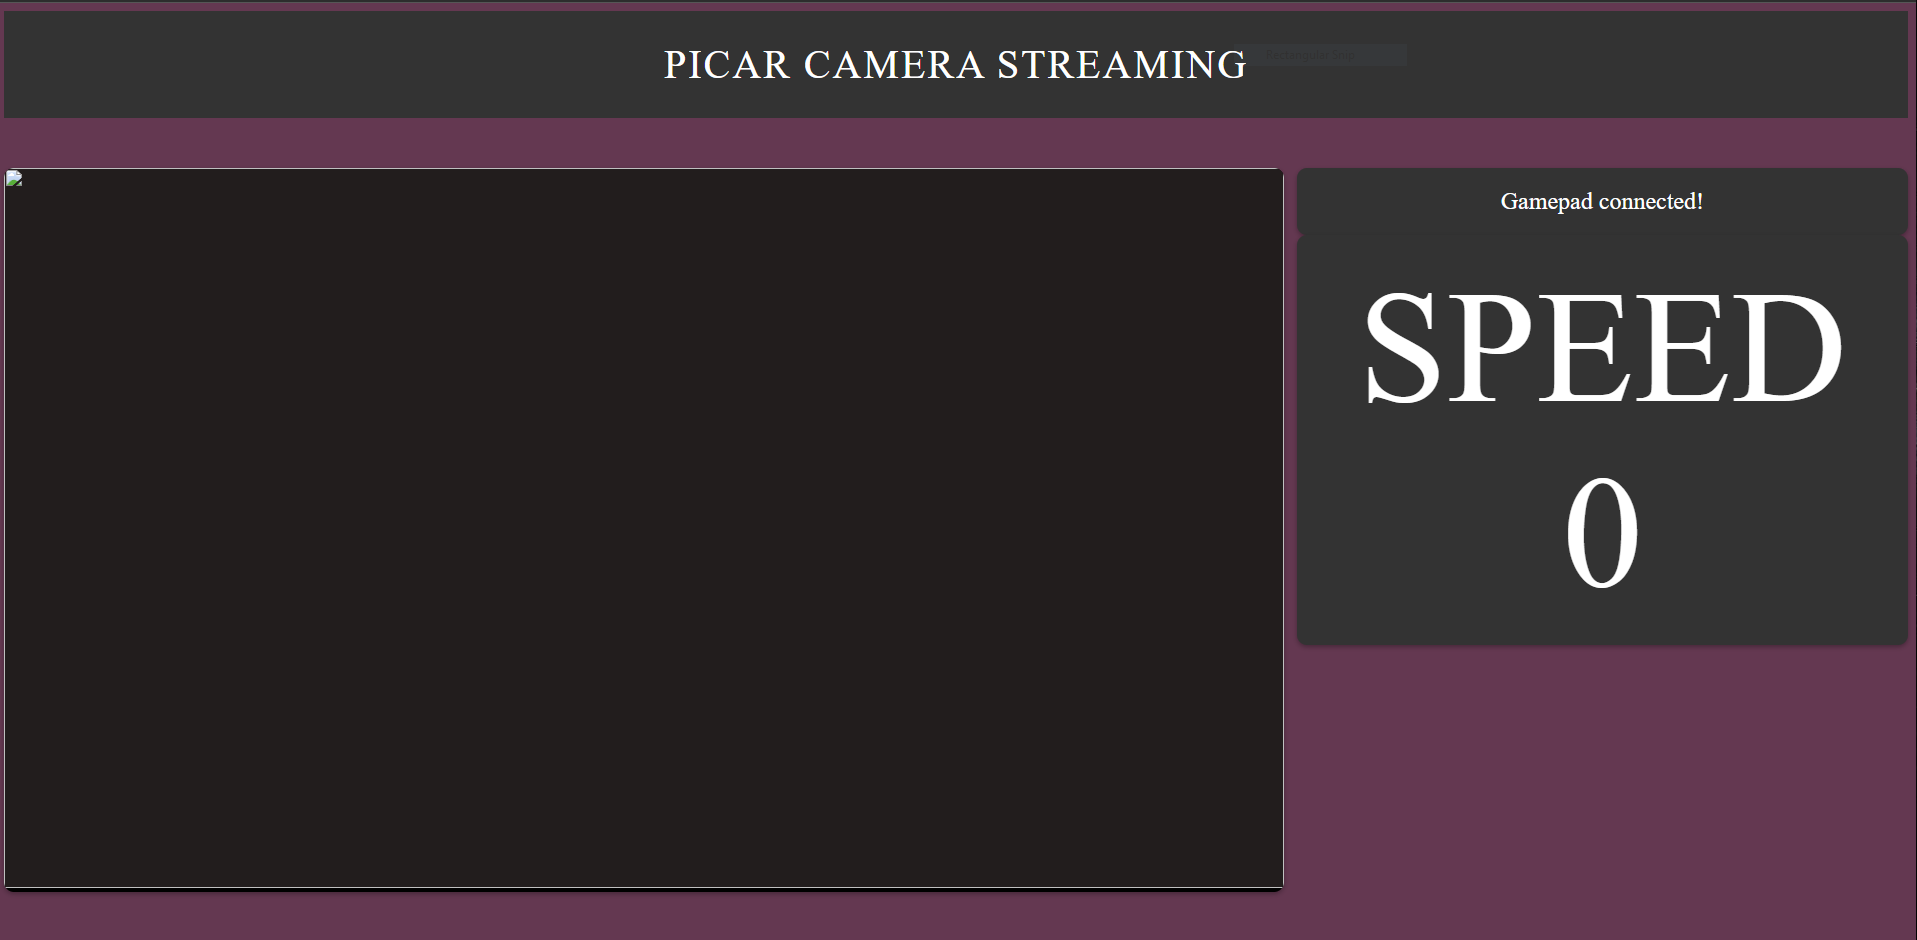 PICAR CAMERA STREAMING
Gamepad connected!
SPEED
0